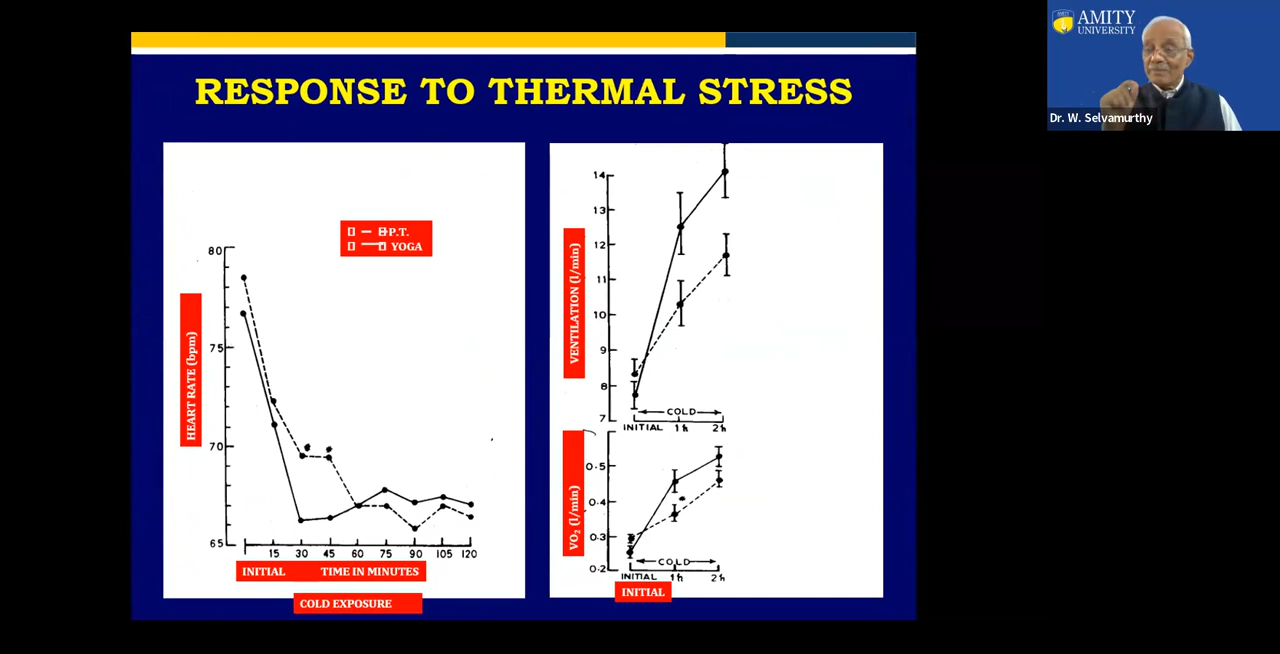 AMITY
UNIVERSITY
Dr. W. Selvamurthy
RESPONSE TO THERMAL STRESS
P.T.
YOGA
HEART RATE (bpm)
80
75
70
65
15 30 45 60 75 90 105 120
INITIAL TIME IN MINUTES
COLD EXPOSURE
VENTILATION (l/min)
14
13
12
11
10
9
8
7
COLD
INITIAL 1h 2h
VO₂ (l/min)
0.5
0.4
0.3
0.2
COLD
INITIAL 1h 2h
INITIAL